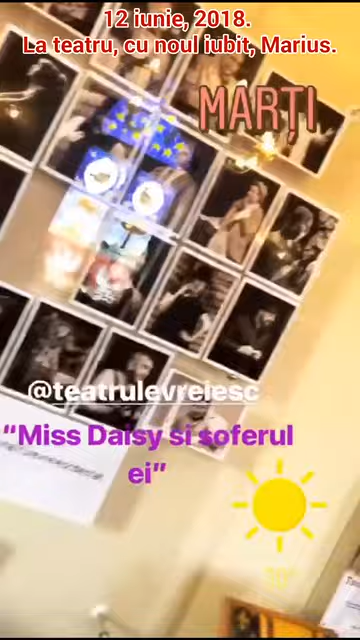 12 iunie, 2018.
La teatru, cu noul iubit, Marius.
MARȚI
@teatrulevreiesc
"Miss Daisy si soferul
ei"